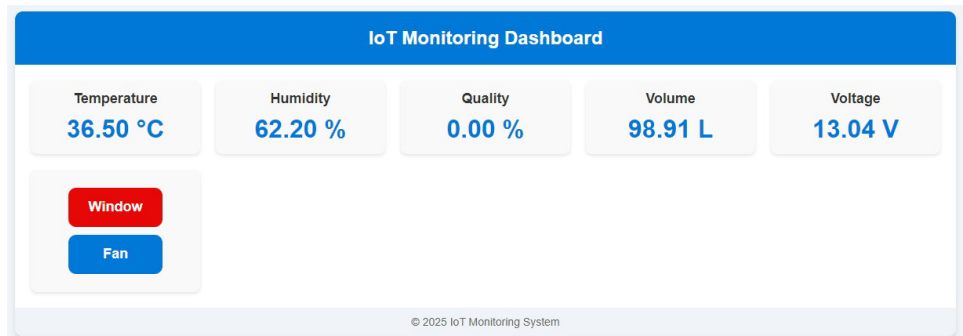 IoT Monitoring Dashboard
Temperature
36.50 °C
Humidity
62.20 %
Quality
0.00 %
Volume
98.91 L
Voltage
13.04 V
Window
Fan
© 2025 IoT Monitoring System